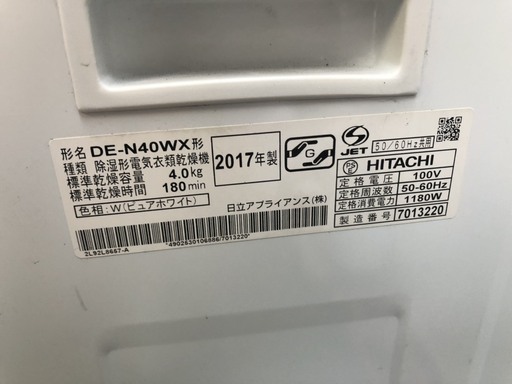 形名 DE-N40WX形
種類 除湿形電気衣類乾燥機
標準乾燥容量 4.0kg
標準乾燥時間 180min
色相:W(ピュアホワイト)
2017年製
JET
50/60Hz共用
HITACHI
定格電圧 100V
定格周波数 50-60Hz
定格消費電力 1180W
製造番号 7013220
日立アプライアンス(株)
*4902530106886/7013220*
2L92L8667-A